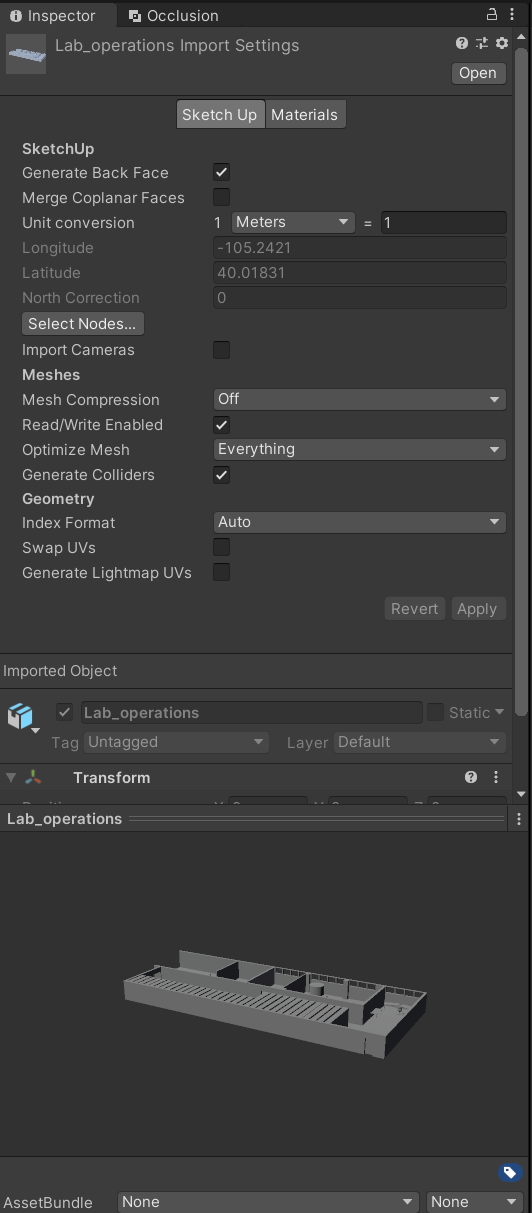 Inspector Occlusion
Lab_operations Import Settings
Open
Sketch Up Materials
SketchUp
Generate Back Face
Merge Coplanar Faces
Unit conversion 1 Meters = 1
Longitude -105.2421
Latitude 40.01831
North Correction 0
Select Nodes...
Import Cameras
Meshes
Mesh Compression Off
Read/Write Enabled
Optimize Mesh Everything
Generate Colliders
Geometry
Index Format Auto
Swap UVs
Generate Lightmap UVs
Revert Apply
Imported Object
Lab_operations Static
Tag Untagged Layer Default
Transform
Lab_operations
AssetBundle None None